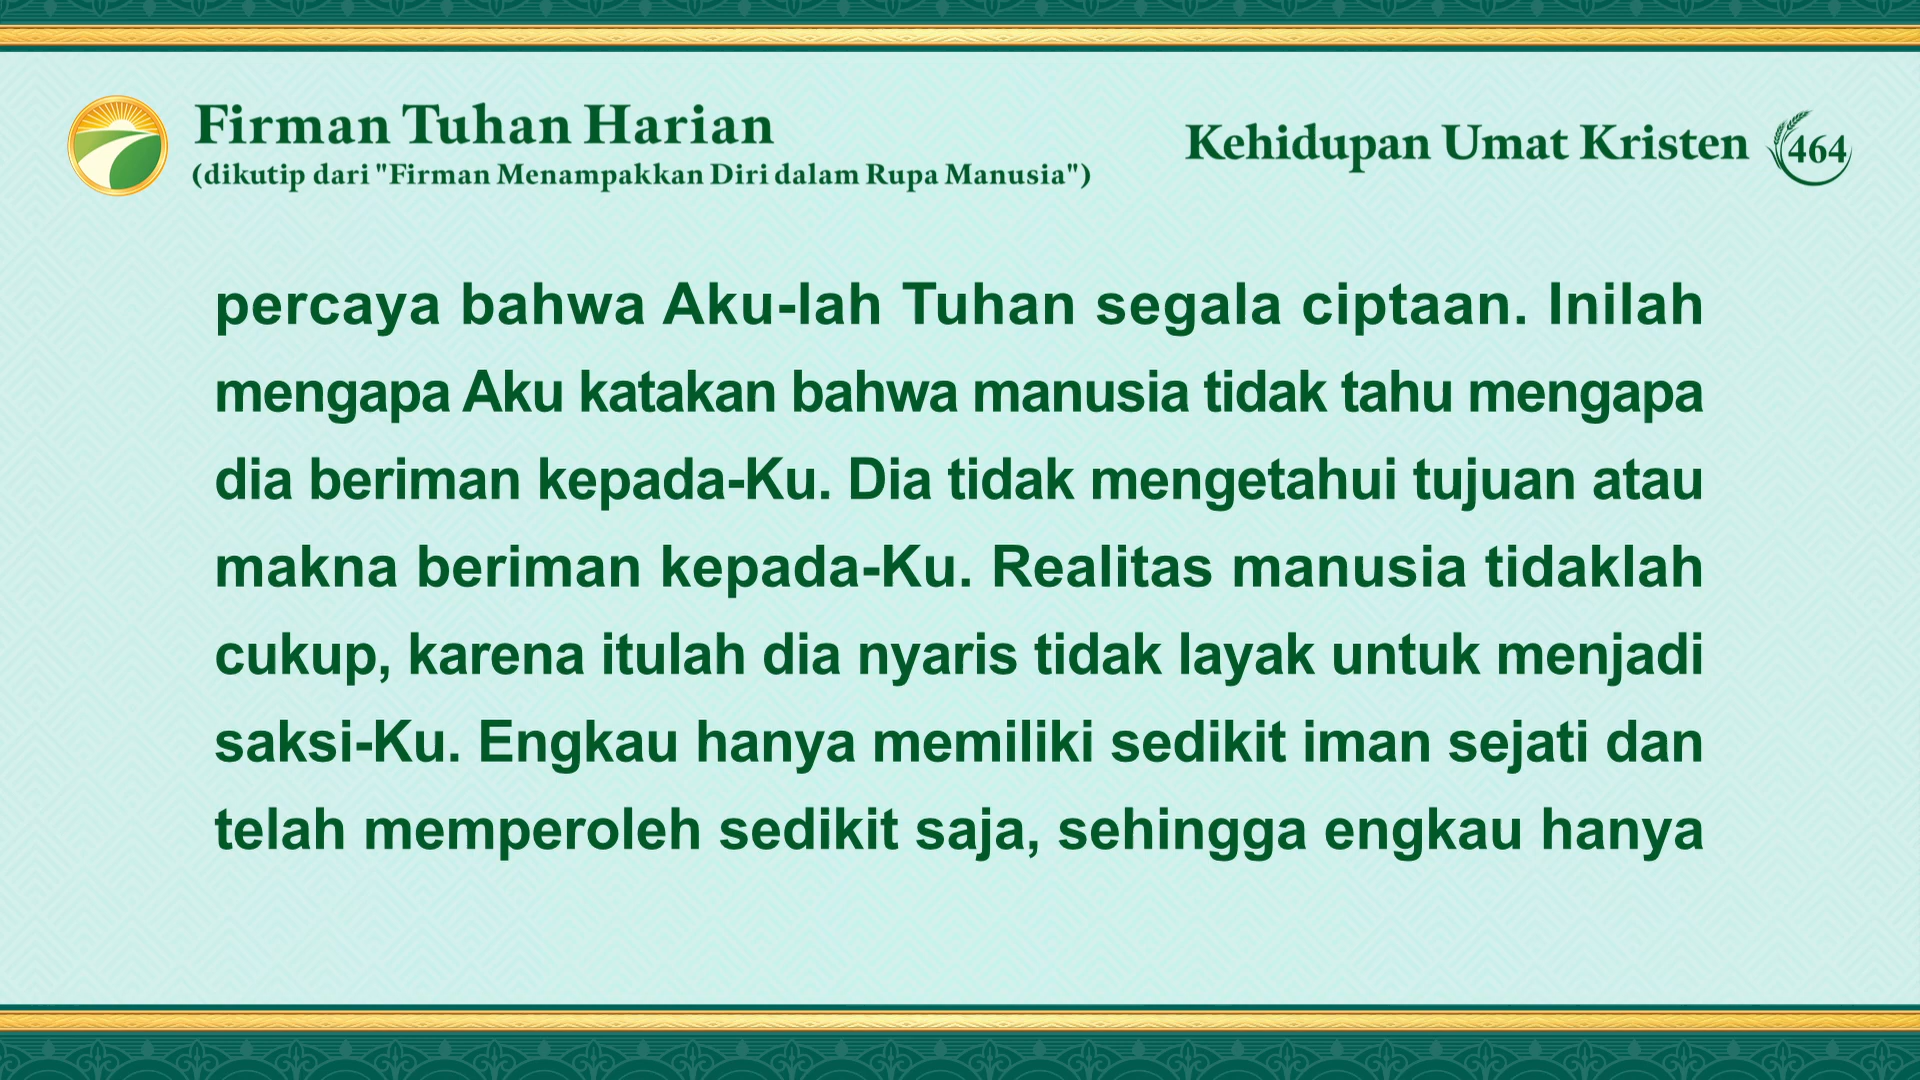 Firman Tuhan Harian
(dikutip dari "Firman Menampakkan Diri dalam Rupa Manusia")
Kehidupan Umat Kristen 464
percaya bahwa Aku-lah Tuhan segala ciptaan. Inilah
mengapa Aku katakan bahwa manusia tidak tahu mengapa
dia beriman kepada-Ku. Dia tidak mengetahui tujuan atau
makna beriman kepada-Ku. Realitas manusia tidaklah
cukup, karena itulah dia nyaris tidak layak untuk menjadi
saksi-Ku. Engkau hanya memiliki sedikit iman sejati dan
telah memperoleh sedikit saja, sehingga engkau hanya